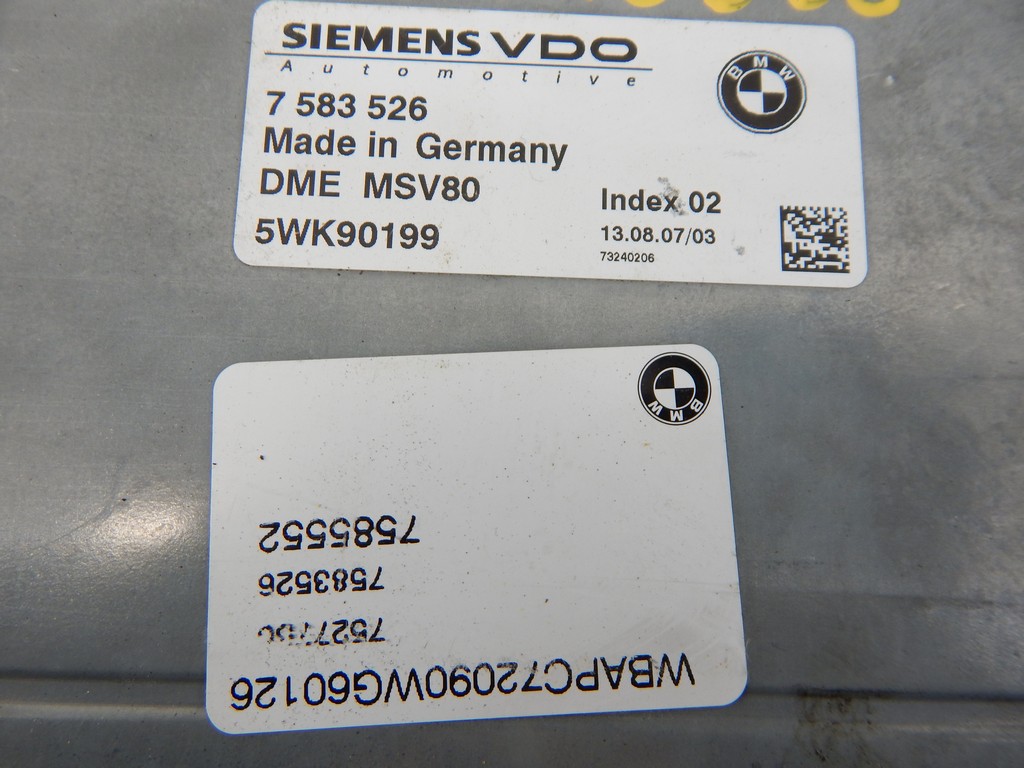 SIEMENS VDO
Automotive
BMW
7 583 526
Made in Germany
DME MSV80
Index 02
5WK90199
13.08.07/03
73240206
BMW
WBAPC72090WG60126
7583526
7585552